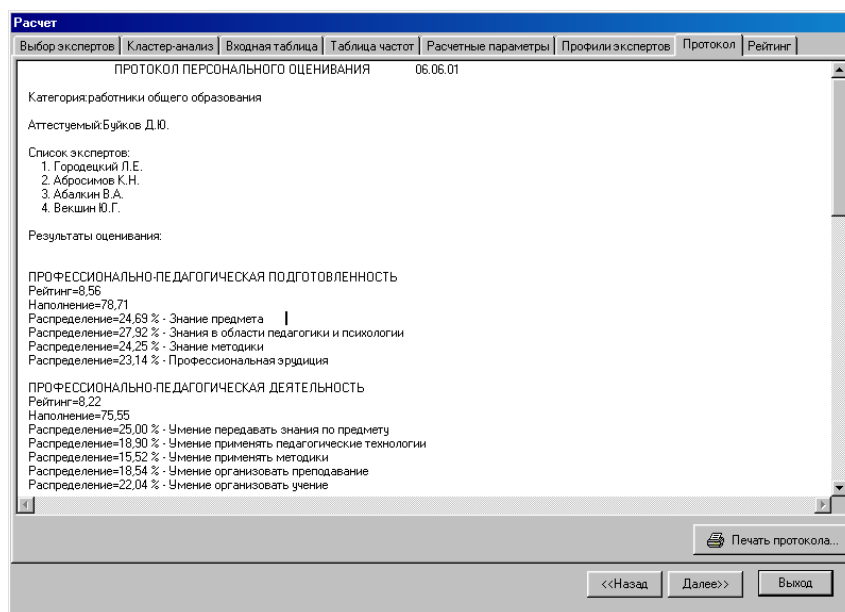 Расчет
Выбор экспертов Кластер-анализ Входная таблица Таблица частот Расчетные параметры Профили экспертов Протокол Рейтинг
ПРОТОКОЛ ПЕРСОНАЛЬНОГО ОЦЕНИВАНИЯ 06.06.01
Категория:работники общего образования
Аттестуемый:Буйков Д.Ю.
Список экспертов:
1. Городецкий Л.Е.
2. Абросимов К.Н.
3. Абалкин В.А.
4. Векшин Ю.Г.
Результаты оценивания:
ПРОФЕССИОНАЛЬНО-ПЕДАГОГИЧЕСКАЯ ПОДГОТОВЛЕННОСТЬ
Рейтинг=8,56
Наполнение=78,71
Распределение=24,69 % - Знание предмета
Распределение=27,92 % - Знания в области педагогики и психологии
Распределение=24,25 % - Знание методики
Распределение=23,14 % - Профессиональная эрудиция
ПРОФЕССИОНАЛЬНО-ПЕДАГОГИЧЕСКАЯ ДЕЯТЕЛЬНОСТЬ
Рейтинг=8,22
Наполнение=75,55
Распределение=25,00 % - Умение передавать знания по предмету
Распределение=18,90 % - Умение применять педагогические технологии
Распределение=15,52 % - Умение применять методики
Распределение=18,54 % - Умение организовать преподавание
Распределение=22,04 % - Умение организовать учение
Печать протокола...
<<Назад Далее>> Выход